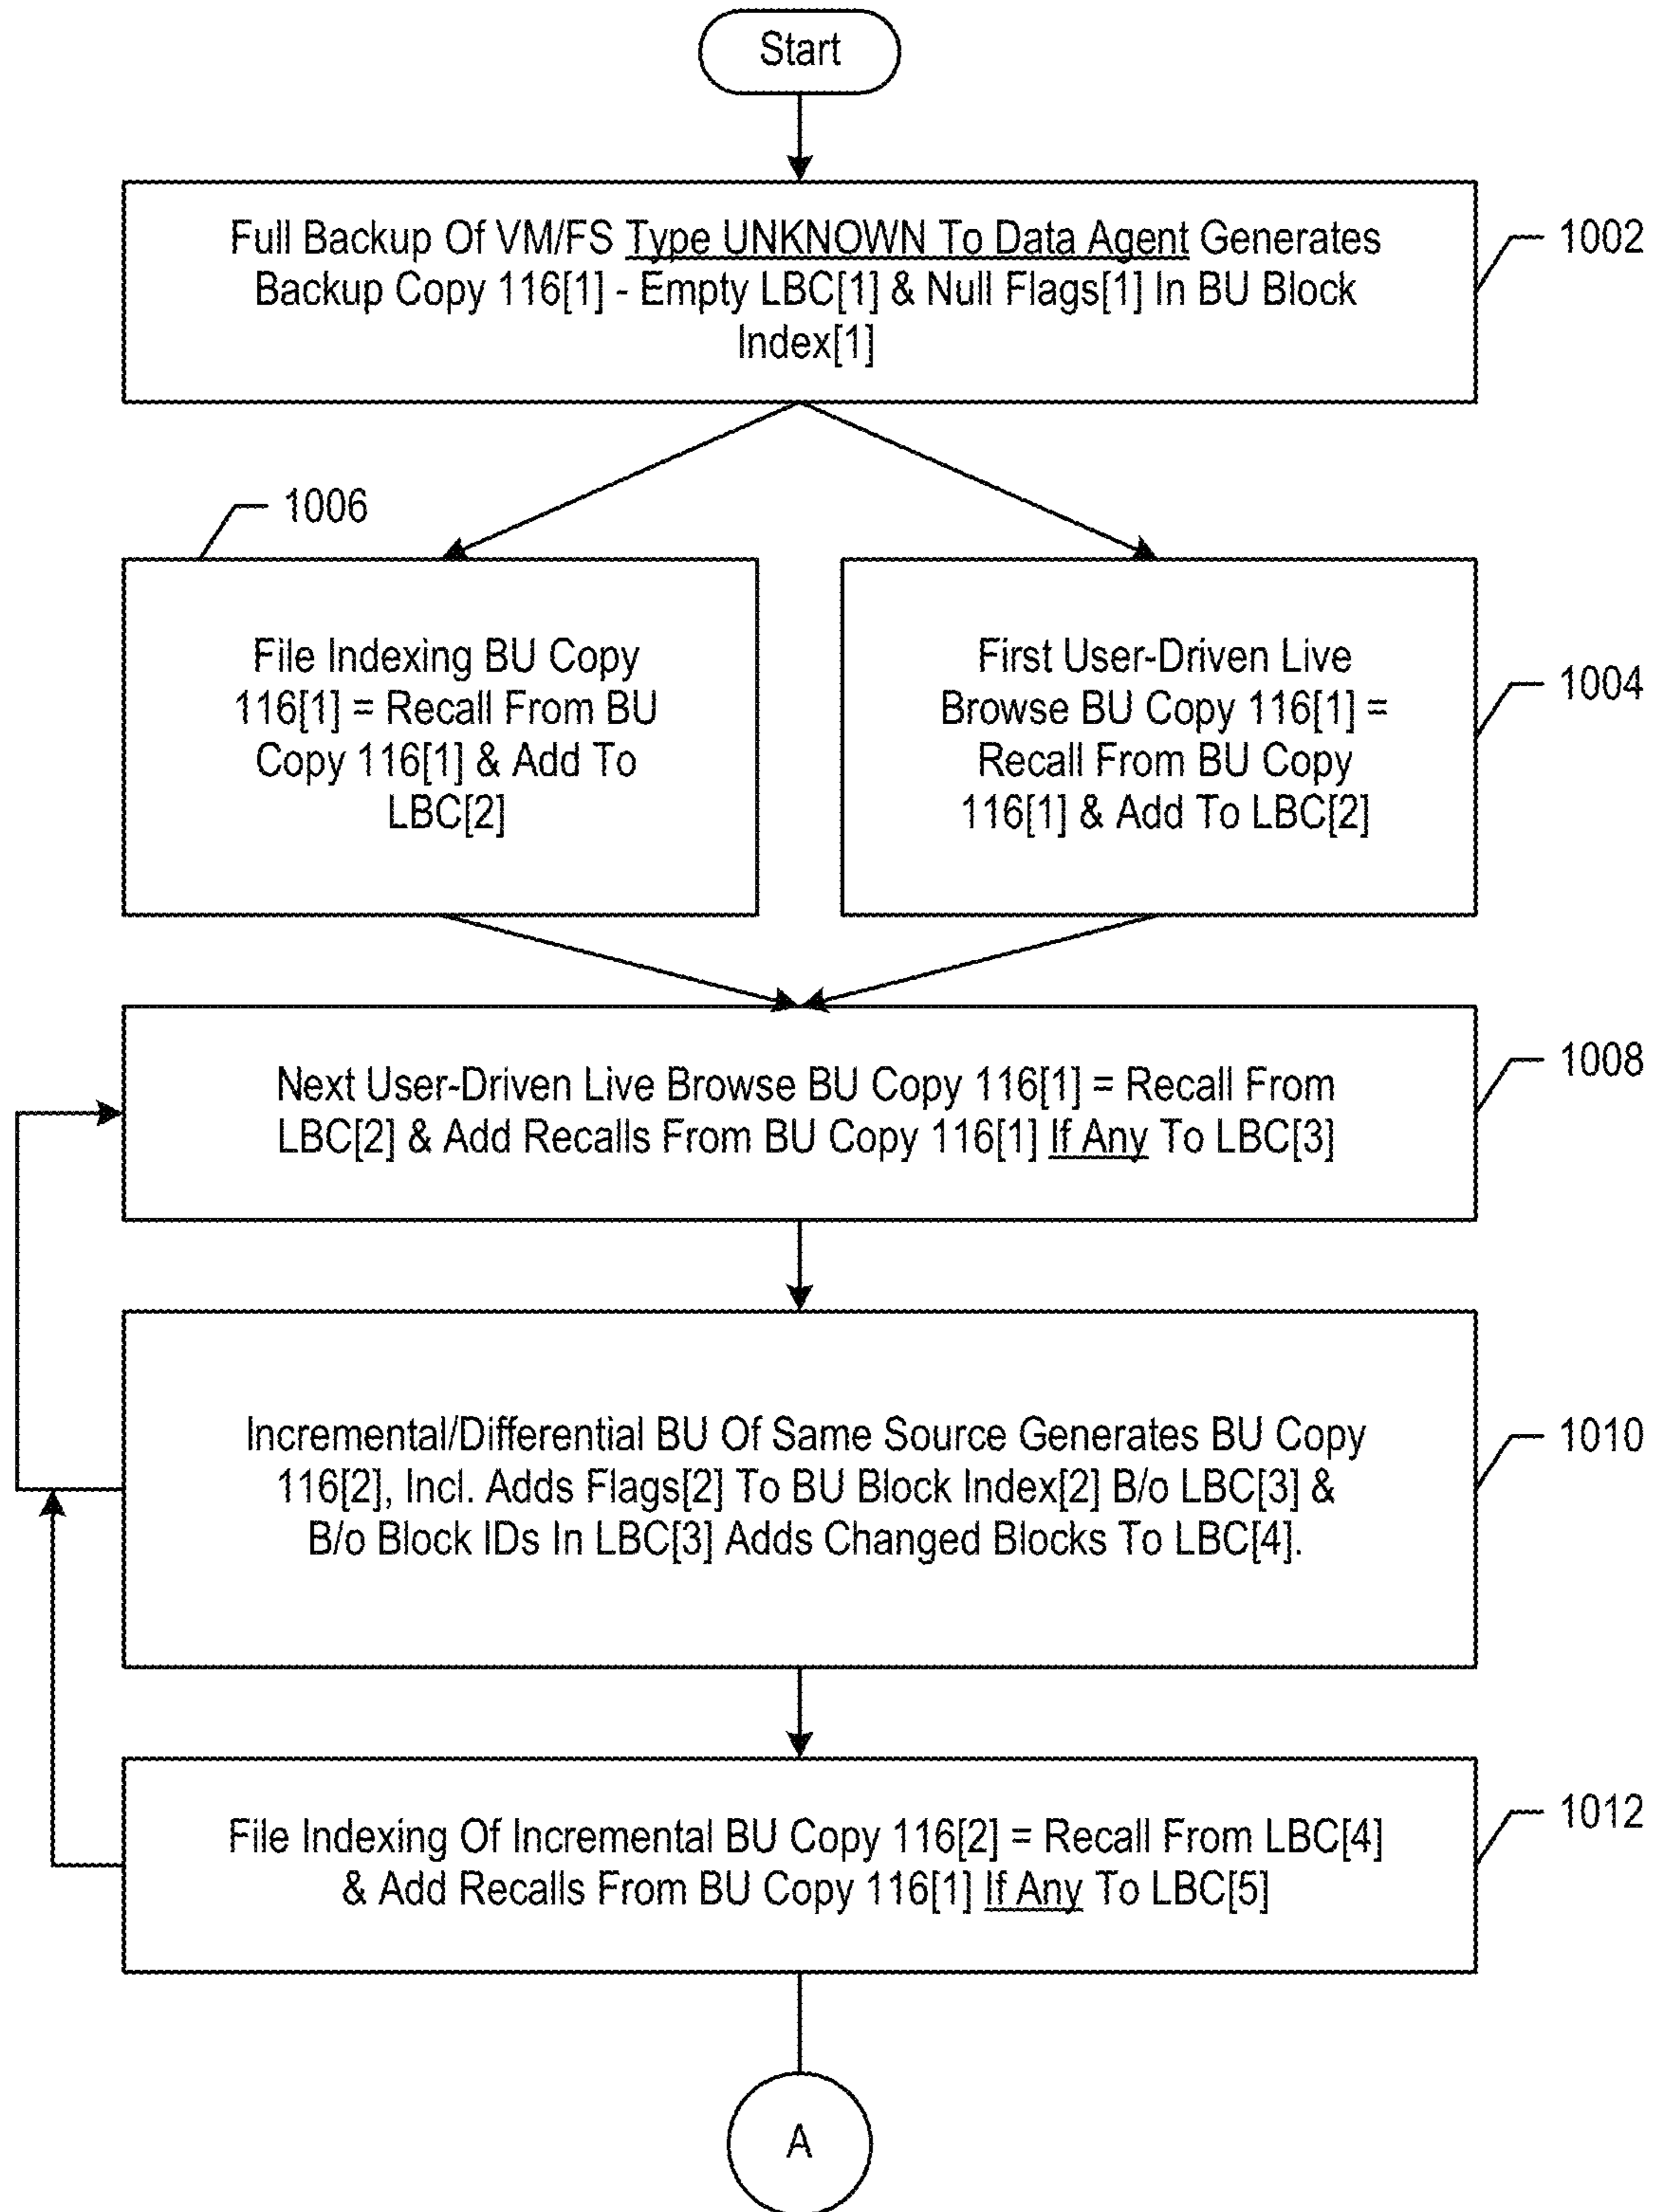 Start
Full Backup Of VM/FS Type UNKNOWN To Data Agent Generates
Backup Copy 116[1] - Empty LBC[1] & Null Flags[1] In BU Block
Index[1]
1002
1006
File Indexing BU Copy
116[1] = Recall From BU
Copy 116[1] & Add To
LBC[2]
First User-Driven Live
Browse BU Copy 116[1] =
Recall From BU Copy
116[1] & Add To LBC[2]
1004
Next User-Driven Live Browse BU Copy 116[1] = Recall From
LBC[2] & Add Recalls From BU Copy 116[1] If Any To LBC[3]
1008
Incremental/Differential BU Of Same Source Generates BU Copy
116[2], Incl. Adds Flags[2] To BU Block Index[2] B/o LBC[3] &
B/o Block IDs In LBC[3] Adds Changed Blocks To LBC[4].
1010
File Indexing Of Incremental BU Copy 116[2] = Recall From LBC[4]
& Add Recalls From BU Copy 116[1] If Any To LBC[5]
1012
A